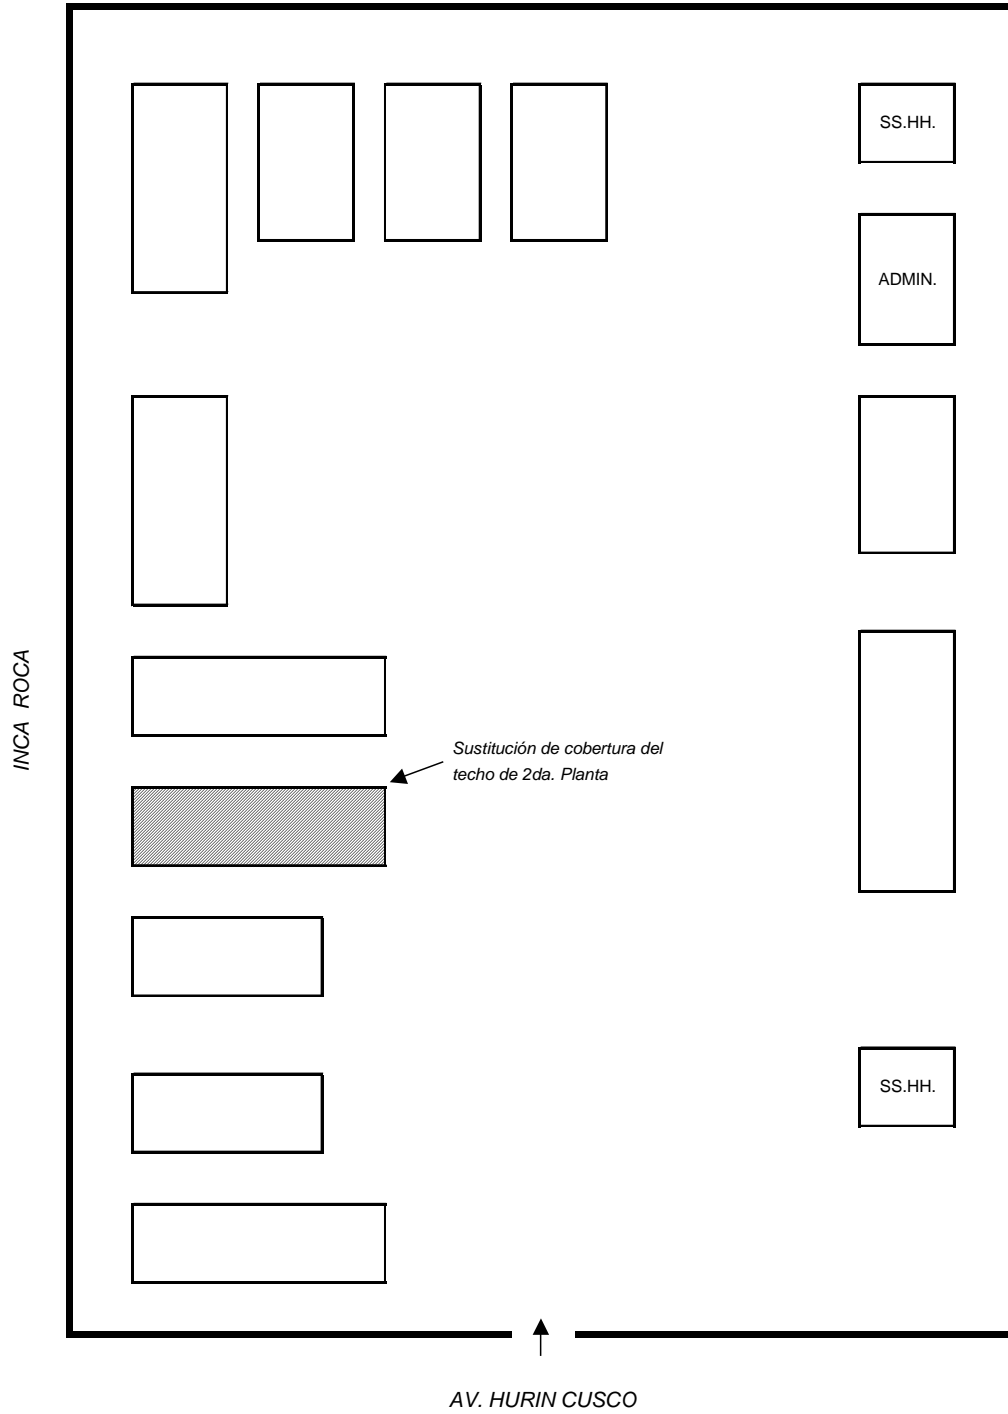 SS.HH.
ADMIN.
INCA ROCA
Sustitución de cobertura del
techo de 2da. Planta
SS.HH.
AV. HURIN CUSCO